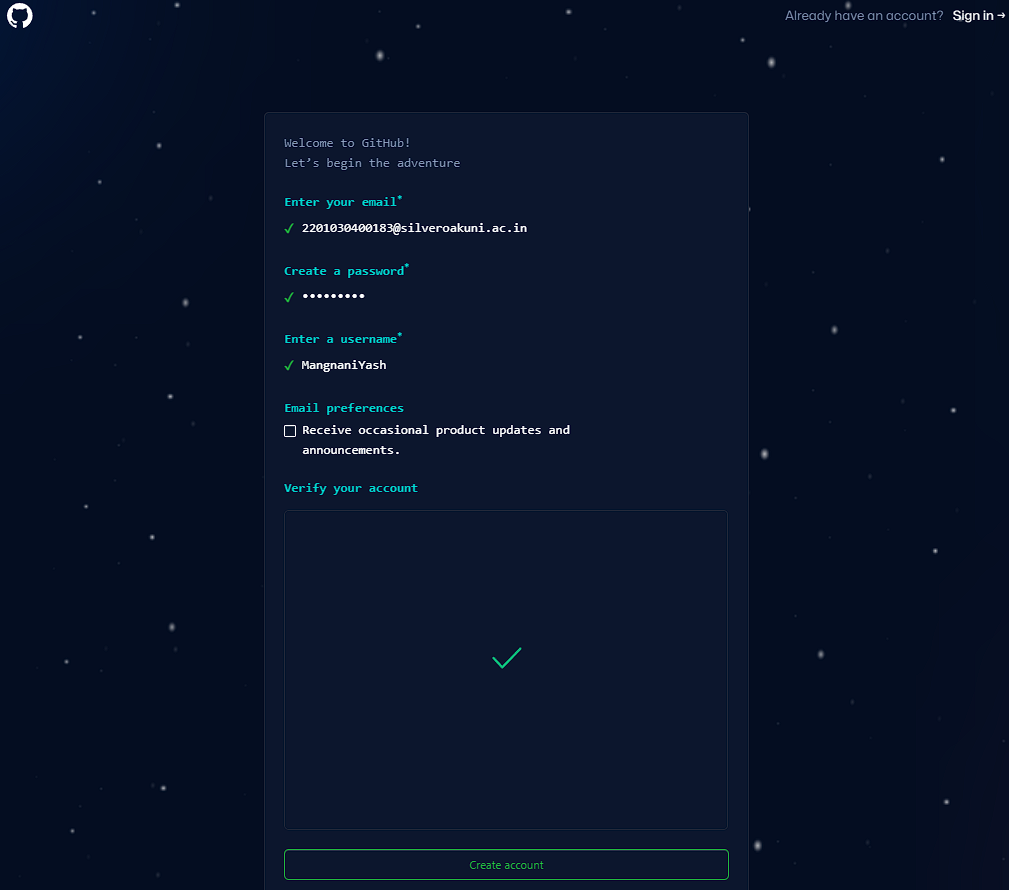 Already have an account? Sign in →
Welcome to GitHub!
Let’s begin the adventure
Enter your email*
✓ 2201030400183@silveroakuni.ac.in
Create a password*
✓ •••••••••
Enter a username*
✓ MangnaniYash
Email preferences
Receive occasional product updates and
announcements.
Verify your account
Create account